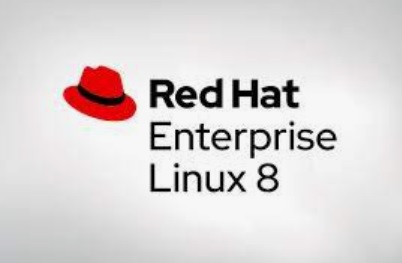 Red Hat
Enterprise
Linux 8